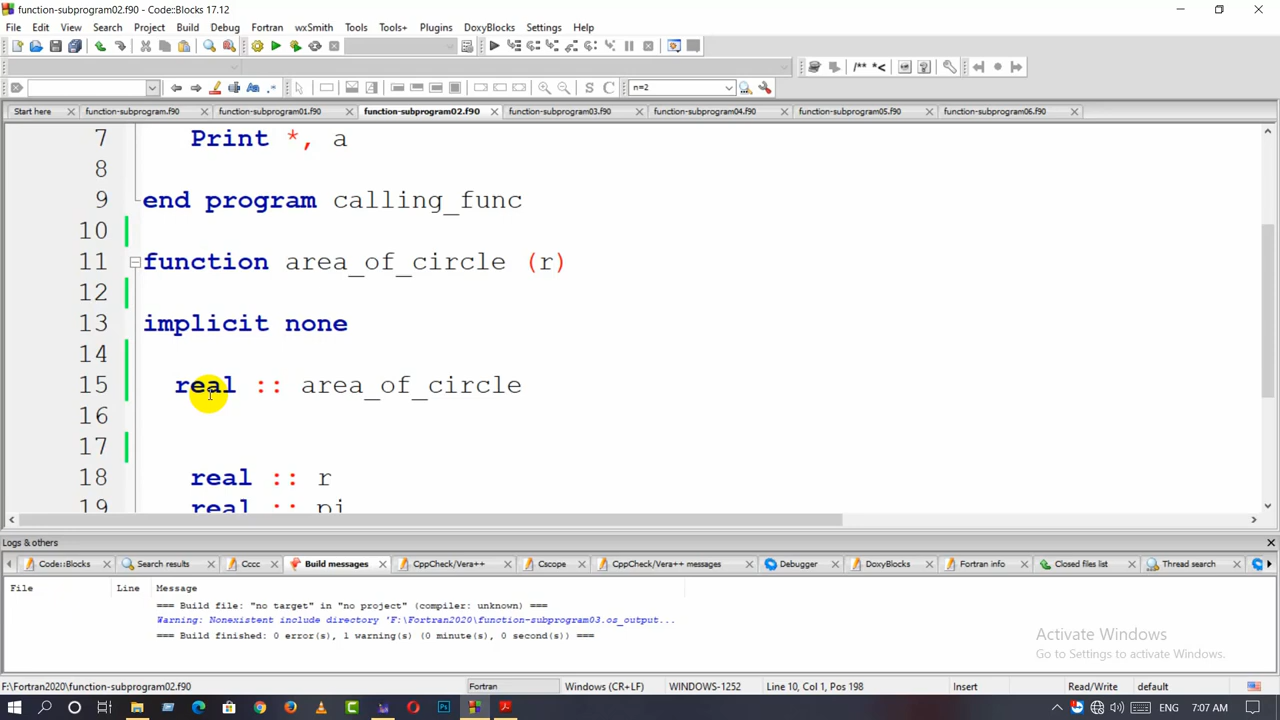 function-subprogram02.f90 - Code::Blocks 17.12
File Edit View Search Project Build Debug Fortran wxSmith Tools Tools+ Plugins DoxyBlocks Settings Help
/** *< n=2
Start here function-subprogram.f90 function-subprogram01.f90 function-subprogram02.f90 function-subprogram03.f90 function-subprogram04.f90 function-subprogram05.f90 function-subprogram06.f90
7 Print *, a
8
9 end program calling_func
10
11 function area_of_circle (r)
12
13 implicit none
14
15 real :: area_of_circle
16
17
18 real :: r
19 real :: pi
Logs & others
Code::Blocks Search results Cccc Build messages CppCheck/Vera++ Cscope CppCheck/Vera++ messages Debugger DoxyBlocks Fortran info Closed files list Thread search
File Line Message
=== Build file: "no target" in "no project" (compiler: unknown) ===
Warning: Nonexistent include directory 'F:\Fortran2020\function-subprogram03.os_output...
=== Build finished: 0 error(s), 1 warning(s) (0 minute(s), 0 second(s)) ===
Activate Windows
Go to Settings to activate Windows.
F:\Fortran2020\function-subprogram02.f90 Fortran Windows (CR+LF) WINDOWS-1252 Line 10, Col 1, Pos 198 Insert Read/Write default
ENG 7:07 AM